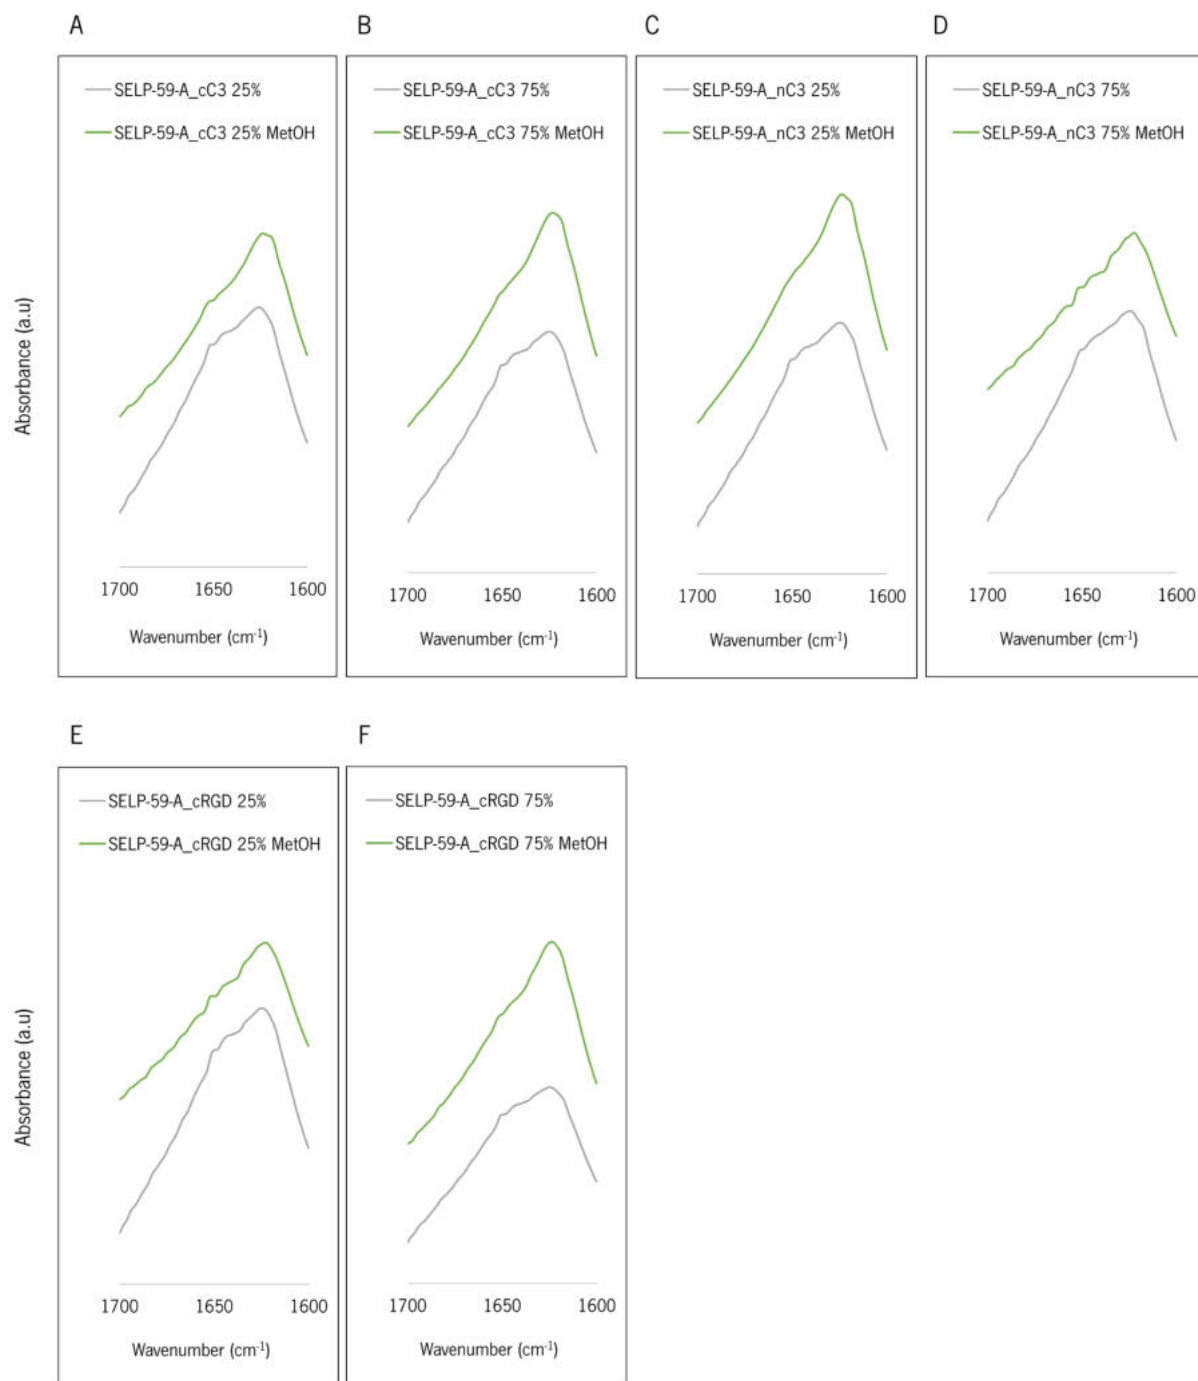 A
B
C
D
SELP-59-A_cC3 25%
SELP-59-A_cC3 25% MetOH
SELP-59-A_cC3 75%
SELP-59-A_cC3 75% MetOH
SELP-59-A_nC3 25%
SELP-59-A_nC3 25% MetOH
SELP-59-A_nC3 75%
SELP-59-A_nC3 75% MetOH
Absorbance (a.u)
1700 1650 1600
1700 1650 1600
1700 1650 1600
1700 1650 1600
Wavenumber (cm-1)
Wavenumber (cm-1)
Wavenumber (cm-1)
Wavenumber (cm-1)
E
F
SELP-59-A_cRGD 25%
SELP-59-A_cRGD 25% MetOH
SELP-59-A_cRGD 75%
SELP-59-A_cRGD 75% MetOH
Absorbance (a.u)
1700 1650 1600
1700 1650 1600
Wavenumber (cm-1)
Wavenumber (cm-1)